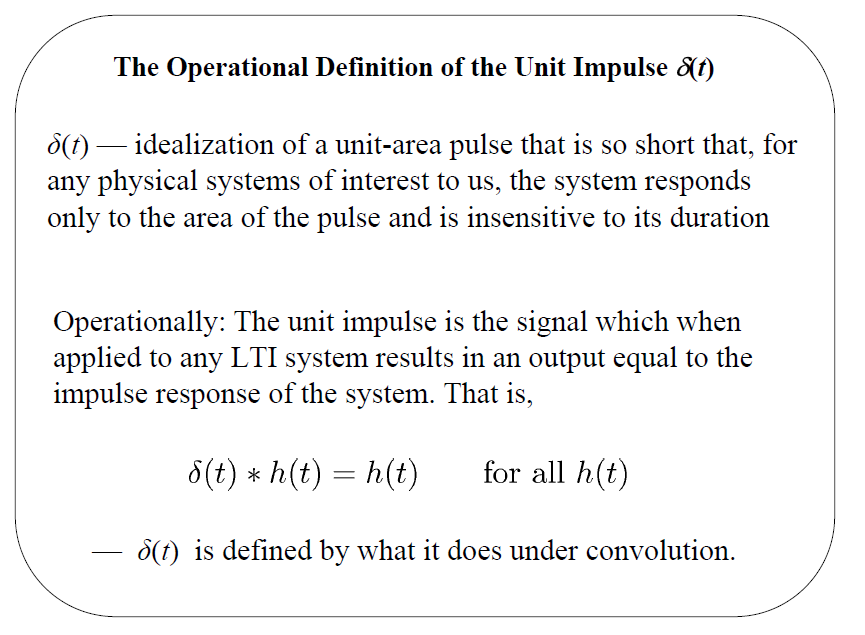 The Operational Definition of the Unit Impulse δ(t)
δ(t) — idealization of a unit-area pulse that is so short that, for
any physical systems of interest to us, the system responds
only to the area of the pulse and is insensitive to its duration
Operationally: The unit impulse is the signal which when
applied to any LTI system results in an output equal to the
impulse response of the system. That is,
δ(t) ∗ h(t) = h(t) for all h(t)
— δ(t) is defined by what it does under convolution.